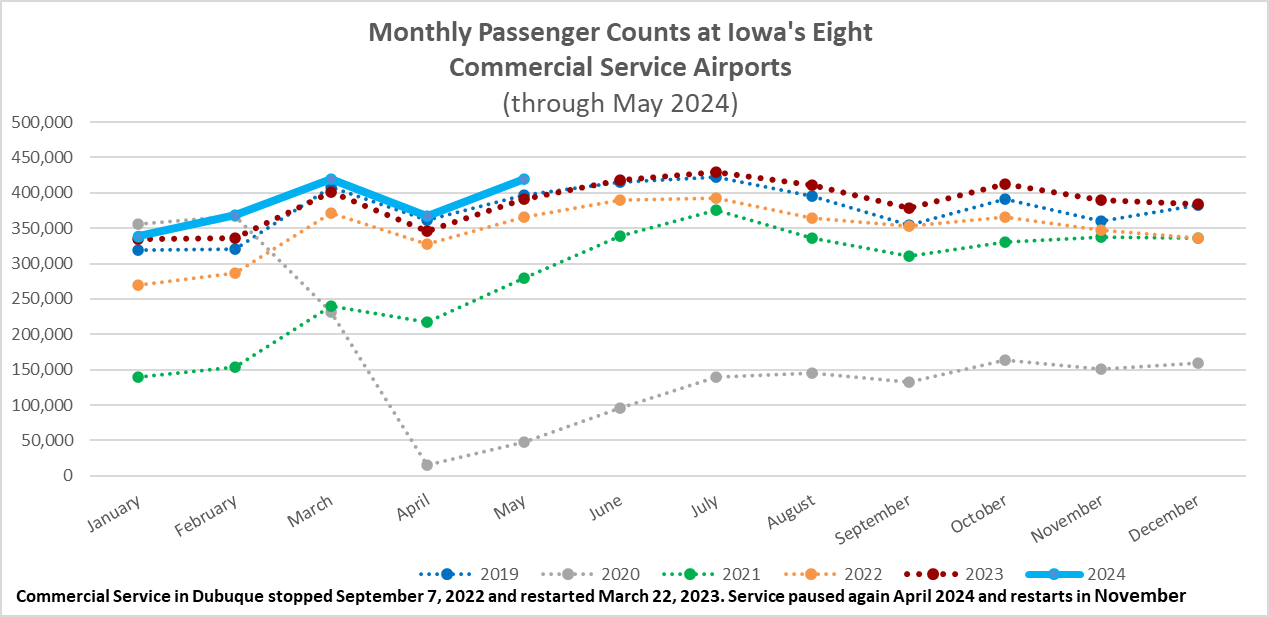 Monthly Passenger Counts at Iowa's Eight
Commercial Service Airports
(through May 2024)
500,000
450,000
400,000
350,000
300,000
250,000
200,000
150,000
100,000
50,000
0
January
February
March
April
May
June
July
August
September
October
November
December
2019 2020 2021 2022 2023 2024
Commercial Service in Dubuque stopped September 7, 2022 and restarted March 22, 2023. Service paused again April 2024 and restarts in November